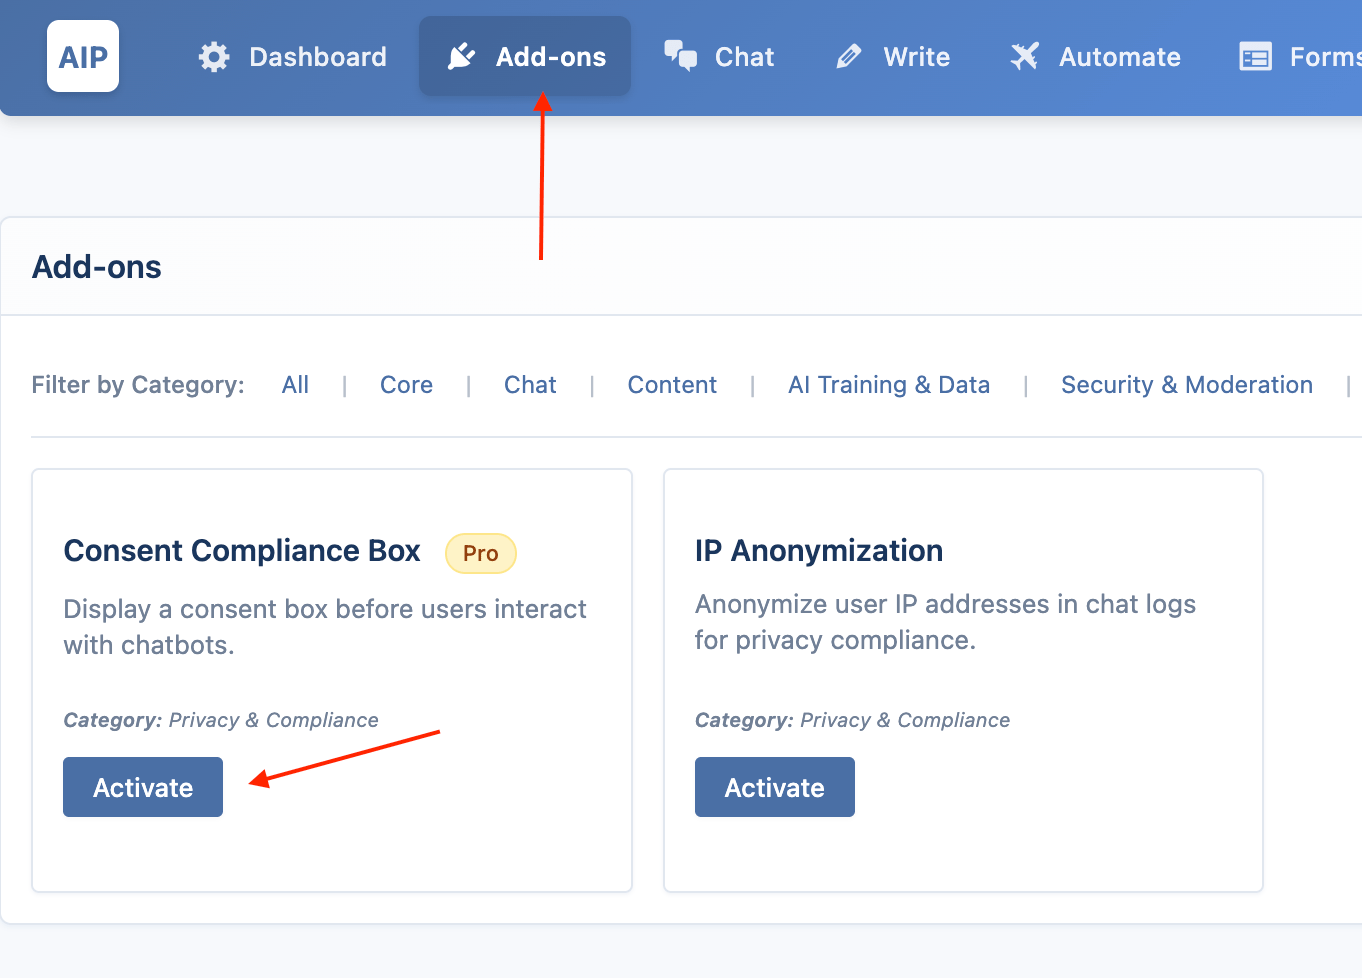 AIP Dashboard Add-ons Chat Write Automate Forms
Add-ons
Filter by Category: All | Core | Chat | Content | AI Training & Data | Security & Moderation |
Consent Compliance Box Pro
Display a consent box before users interact
with chatbots.
Category: Privacy & Compliance
Activate
IP Anonymization
Anonymize user IP addresses in chat logs
for privacy compliance.
Category: Privacy & Compliance
Activate